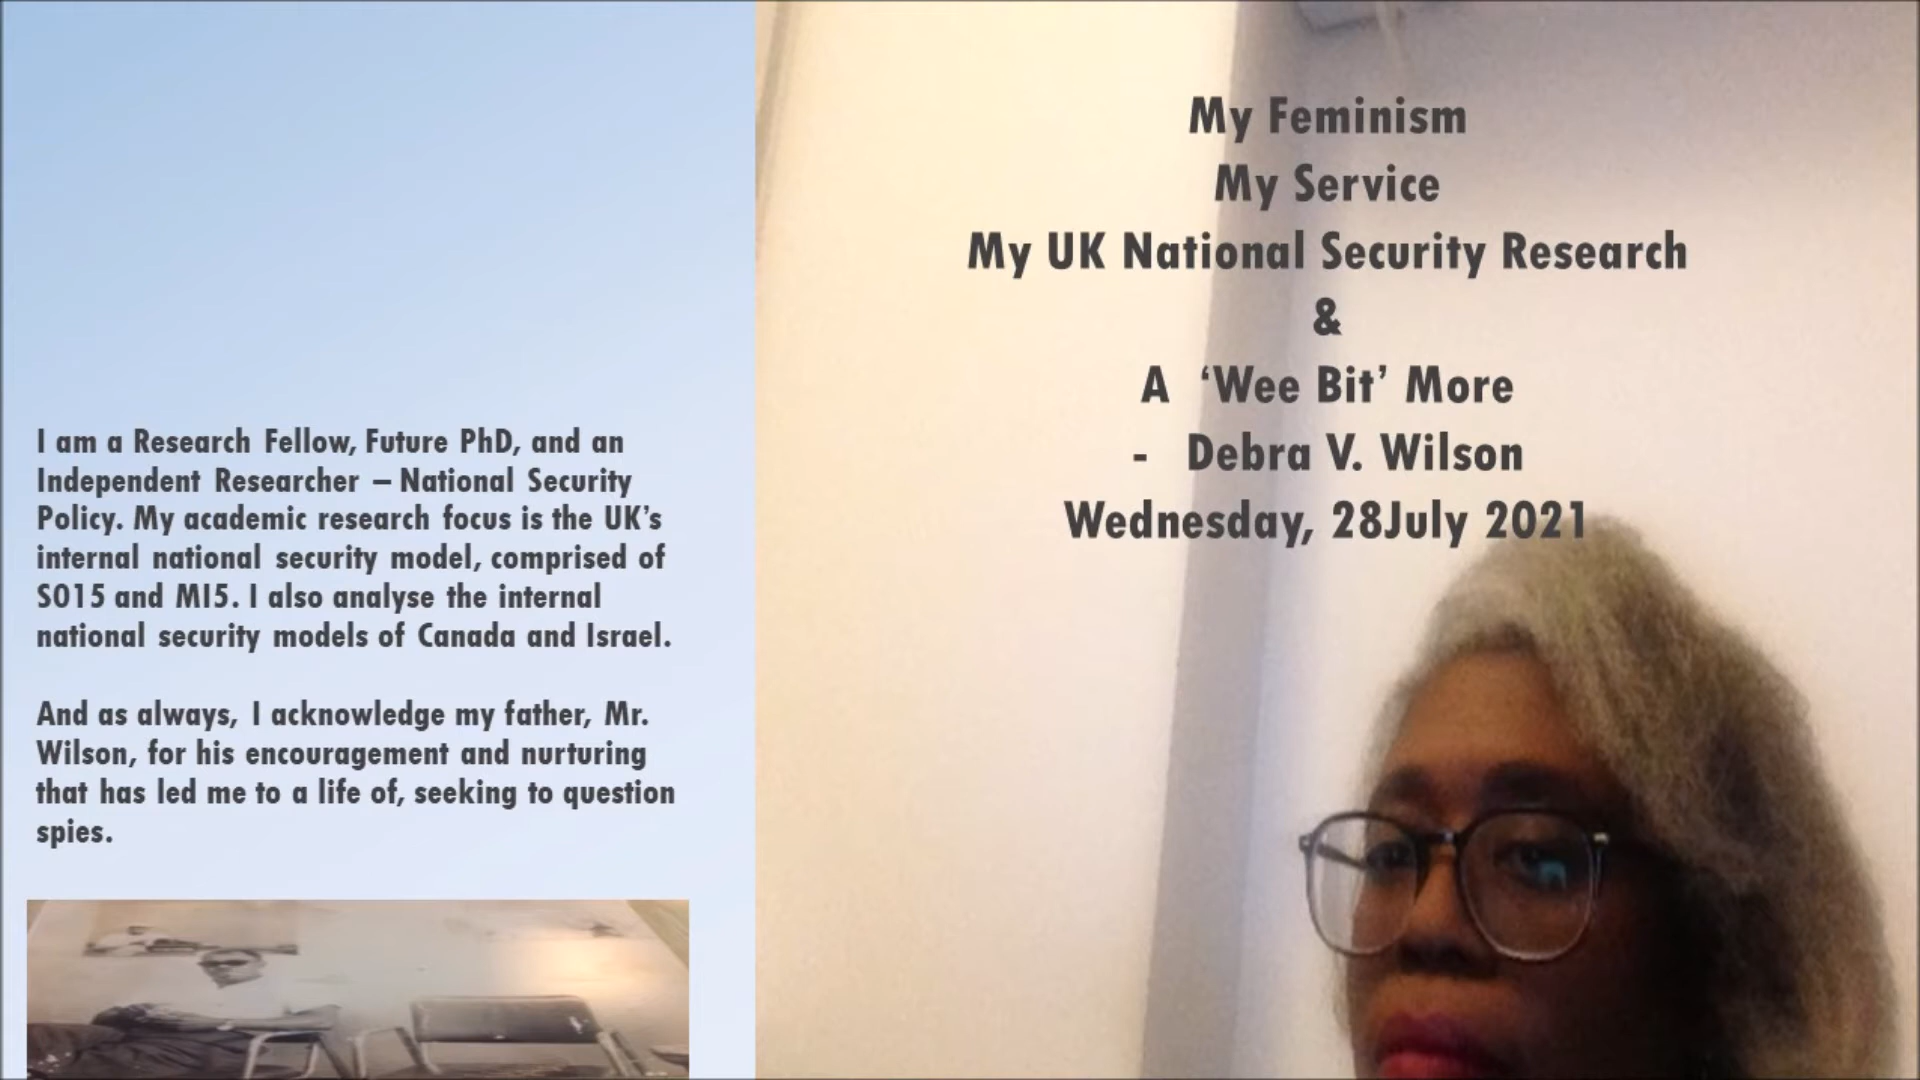 My Feminism
My Service
My UK National Security Research
&
A ‘Wee Bit’ More
- Debra V. Wilson
Wednesday, 28July 2021
I am a Research Fellow, Future PhD, and an
Independent Researcher – National Security
Policy. My academic research focus is the UK’s
internal national security model, comprised of
SO15 and MI5. I also analyse the internal
national security models of Canada and Israel.
And as always, I acknowledge my father, Mr.
Wilson, for his encouragement and nurturing
that has led me to a life of, seeking to question
spies.